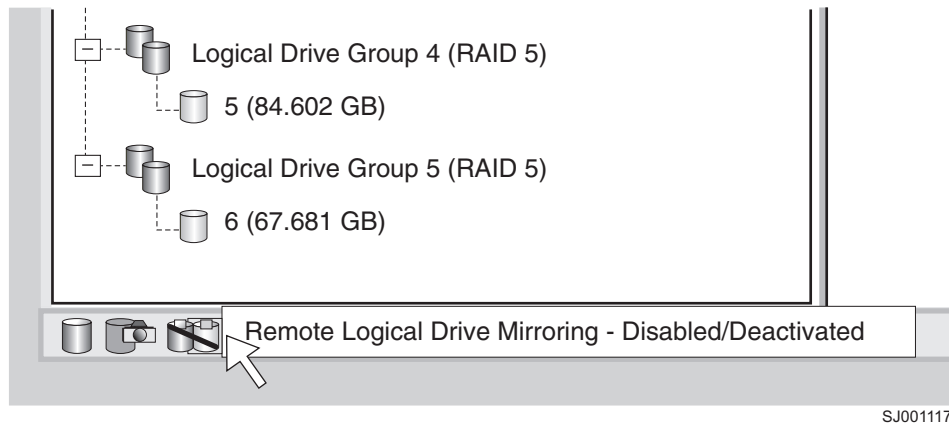 Logical Drive Group 4 (RAID 5)
5 (84.602 GB)
Logical Drive Group 5 (RAID 5)
6 (67.681 GB)
Remote Logical Drive Mirroring - Disabled/Deactivated
SJ001117